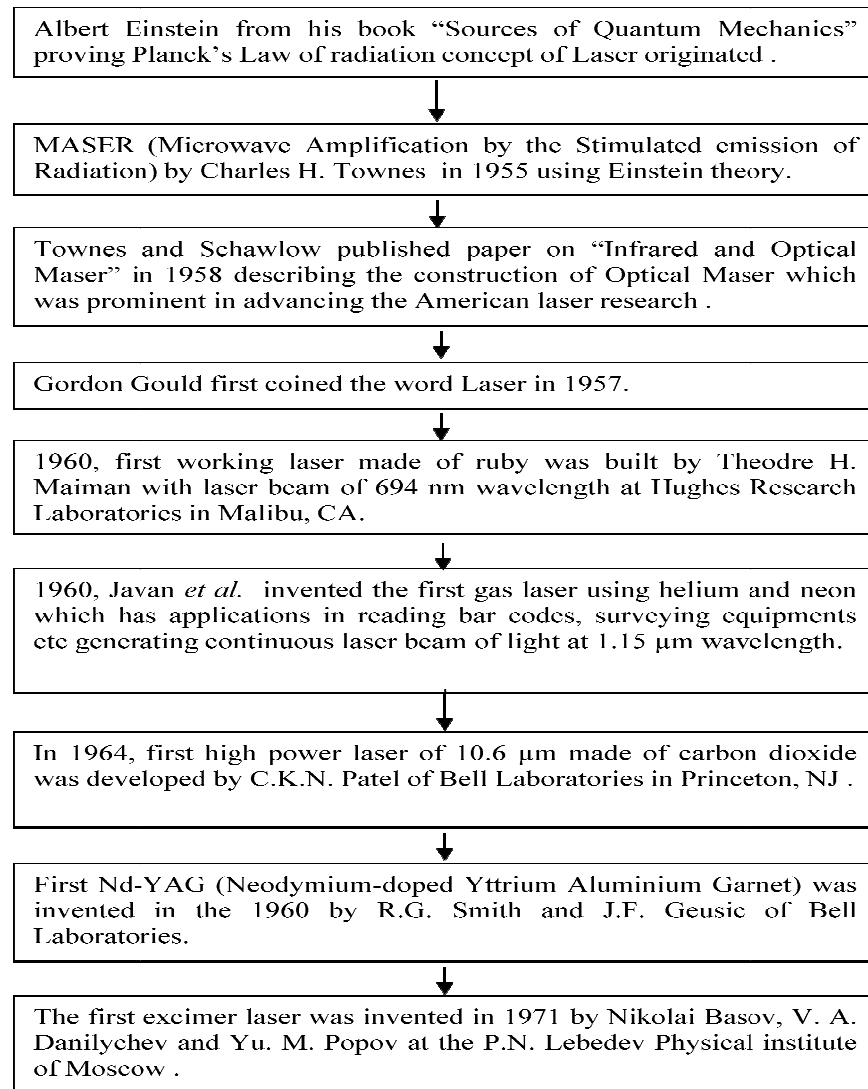 Albert Einstein from his book “Sources of Quantum Mechanics”
proving Planck’s Law of radiation concept of Laser originated .
MASER (Microwave Amplification by the Stimulated emission of
Radiation) by Charles H. Townes in 1955 using Einstein theory.
Townes and Schawlow published paper on “Infrared and Optical
Maser” in 1958 describing the construction of Optical Maser which
was prominent in advancing the American laser research .
Gordon Gould first coined the word Laser in 1957.
1960, first working laser made of ruby was built by Theodre H.
Maiman with laser beam of 694 nm wavelength at Hughes Research
Laboratories in Malibu, CA.
1960, Javan et al. invented the first gas laser using helium and neon
which has applications in reading bar codes, surveying equipments
etc generating continuous laser beam of light at 1.15 µm wavelength.
In 1964, first high power laser of 10.6 µm made of carbon dioxide
was developed by C.K.N. Patel of Bell Laboratories in Princeton, NJ .
First Nd-YAG (Neodymium-doped Yttrium Aluminium Garnet) was
invented in the 1960 by R.G. Smith and J.F. Geusic of Bell
Laboratories.
The first excimer laser was invented in 1971 by Nikolai Basov, V. A.
Danilychev and Yu. M. Popov at the P.N. Lebedev Physical institute
of Moscow .